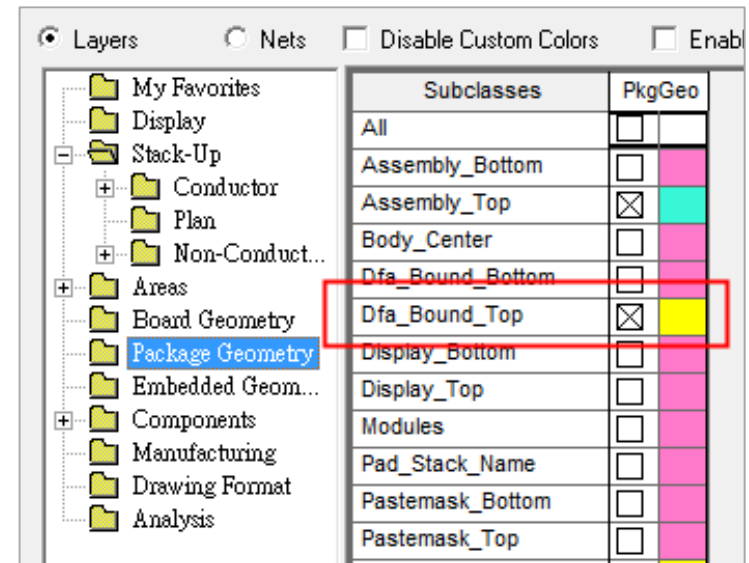 Layers Nets Disable Custom Colors Enabl
My Favorites
Display
Stack-Up
Conductor
Plan
Non-Conduct...
Areas
Board Geometry
Package Geometry
Embedded Geom...
Components
Manufacturing
Drawing Format
Analysis
Subclasses PkgGeo
All
Assembly_Bottom
Assembly_Top
Body_Center
Dfa_Bound_Bottom
Dfa_Bound_Top
Display_Bottom
Display_Top
Modules
Pad_Stack_Name
Pastemask_Bottom
Pastemask_Top